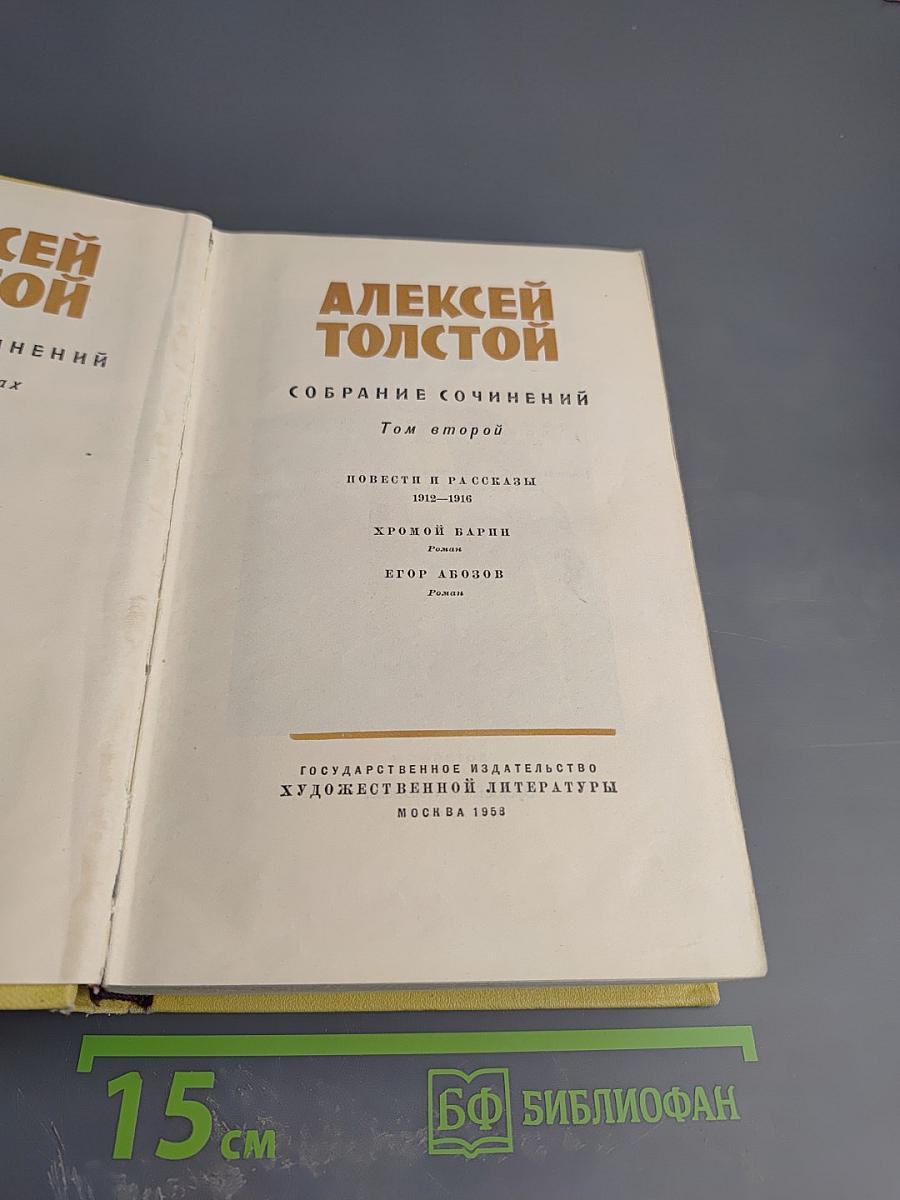 СЕЙ
ОЙ
ИНЕНИЙ
ах
АЛЕКСЕЙ
ТОЛСТОЙ
СОБРАНИЕ СОЧИНЕНИЙ
Том второй
ПОВЕСТИ И РАССКАЗЫ
1912—1916
ХРОМОЙ БАРИН
Роман
ЕГОР АБОЗОВ
Роман
ГОСУДАРСТВЕННОЕ ИЗДАТЕЛЬСТВО
ХУДОЖЕСТВЕННОЙ ЛИТЕРАТУРЫ
МОСКВА 1958
15 СМ
БФ БИБЛИОФАН